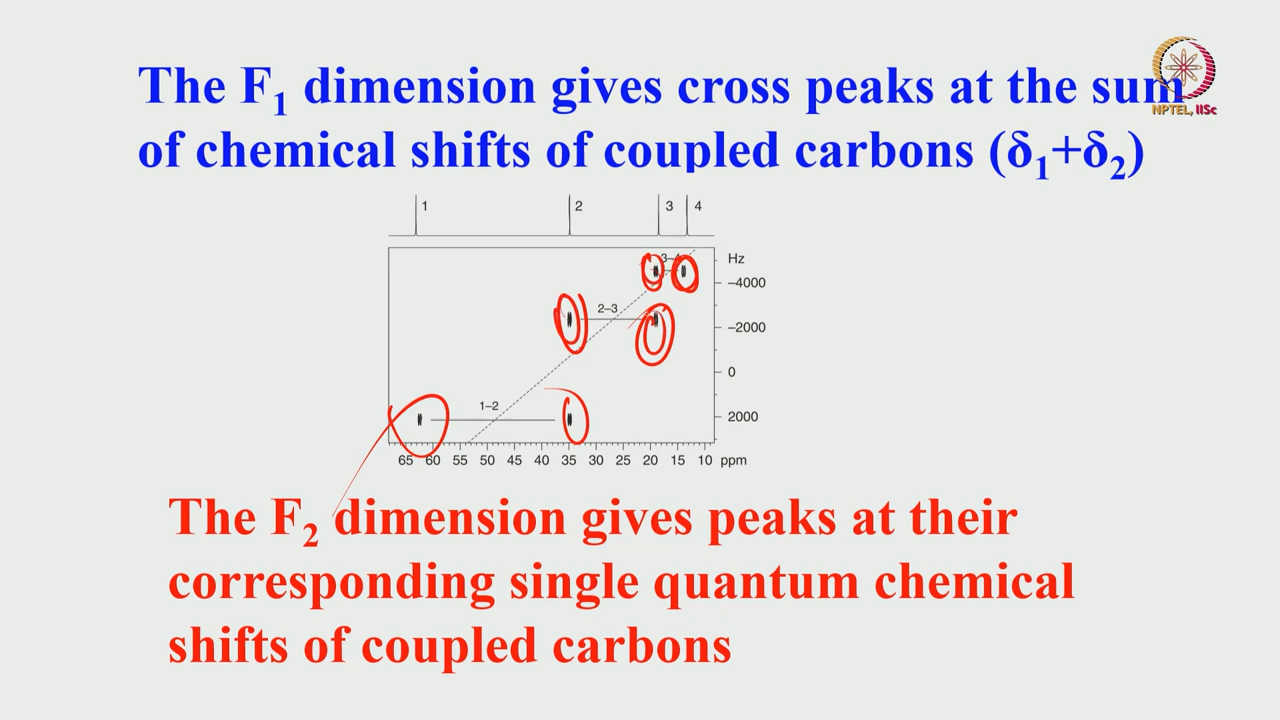 The F₁ dimension gives cross peaks at the sum
of chemical shifts of coupled carbons (δ₁+δ₂)
NPTEL, IISc
1 2 3 4
3–4
Hz
–4000
2–3
–2000
0
1–2
2000
65 60 55 50 45 40 35 30 25 20 15 10 ppm
The F₂ dimension gives peaks at their
corresponding single quantum chemical
shifts of coupled carbons